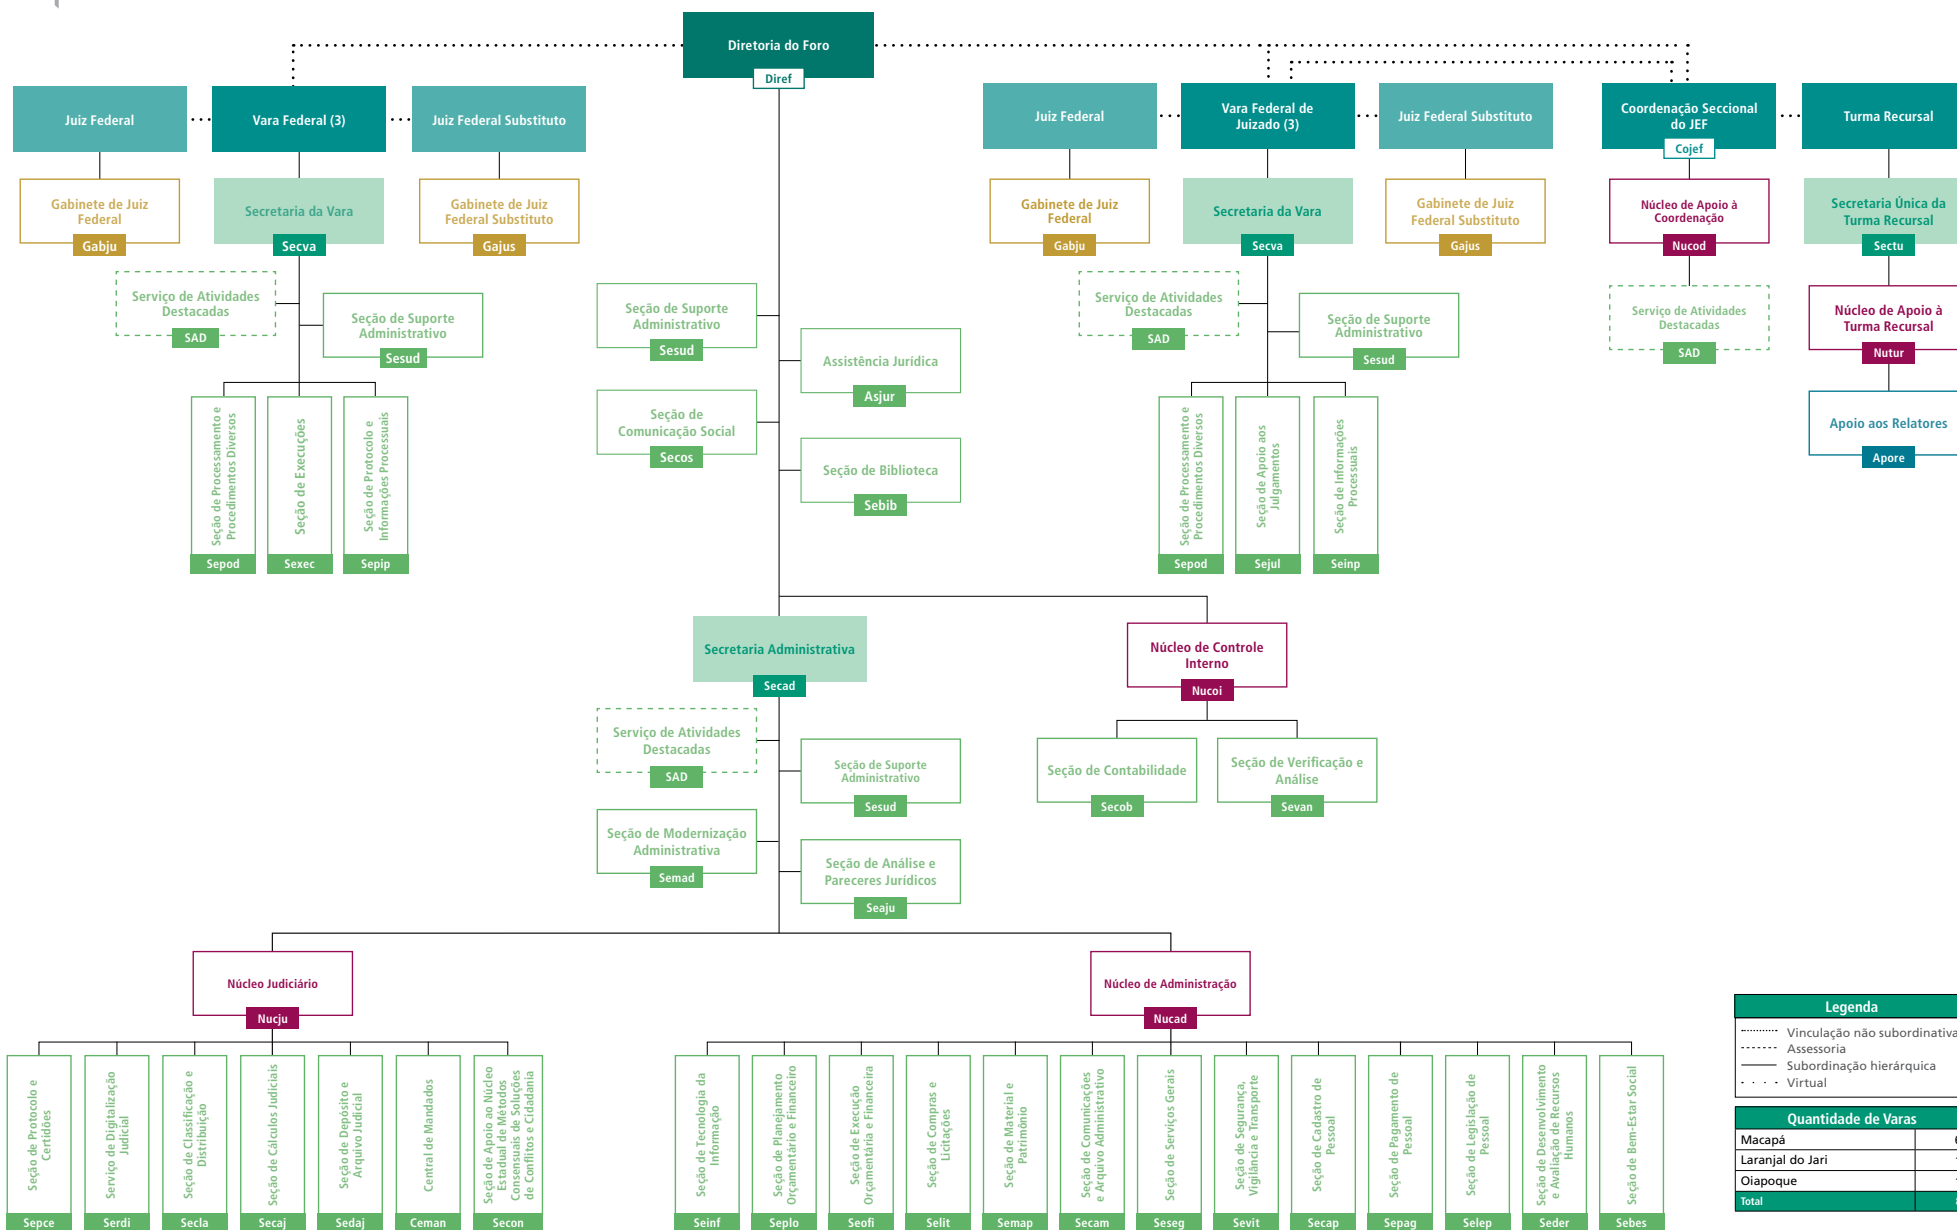 Diretoria do Foro
Diref
Juiz Federal
Vara Federal (3)
Juiz Federal Substituto
Gabinete de Juiz
Federal
Gabju
Secretaria da Vara
Secva
Gabinete de Juiz
Federal Substituto
Gajus
Serviço de Atividades
Destacadas
SAD
Seção de Suporte
Administrativo
Sesud
Seção de Processamento e
Procedimentos Diversos
Sepod
Seção de Execuções
Sexec
Seção de Protocolo e
Informações Processuais
Sepip
Seção de Suporte
Administrativo
Sesud
Assistência Jurídica
Asjur
Seção de
Comunicação Social
Secos
Seção de Biblioteca
Sebib
Juiz Federal
Vara Federal de
Juizado (3)
Juiz Federal Substituto
Gabinete de Juiz
Federal
Gabju
Secretaria da Vara
Secva
Gabinete de Juiz
Federal Substituto
Gajus
Serviço de Atividades
Destacadas
SAD
Seção de Suporte
Administrativo
Sesud
Seção de Processamento e
Procedimentos Diversos
Sepod
Seção de Apoio aos
Julgamentos
Sejul
Seção de Informações
Processuais
Seinp
Coordenação Seccional
do JEF
Cojef
Núcleo de Apoio à
Coordenação
Nucod
Serviço de Atividades
Destacadas
SAD
Turma Recursal
Secretaria Única da
Turma Recursal
Sectu
Núcleo de Apoio à
Turma Recursal
Nutur
Apoio aos Relatores
Apore
Secretaria Administrativa
Secad
Núcleo de Controle
Interno
Nucoi
Serviço de Atividades
Destacadas
SAD
Seção de Suporte
Administrativo
Sesud
Seção de Modernização
Administrativa
Semad
Seção de Análise e
Pareceres Jurídicos
Seaju
Seção de Contabilidade
Secob
Seção de Verificação e
Análise
Sevan
Núcleo Judiciário
Nucju
Seção de Protocolo e
Certidões
Sepce
Serviço de Digitalização
Judicial
Serdi
Seção de Classificação e
Distribuição
Secla
Seção de Cálculos Judiciais
Secaj
Seção de Depósito e
Arquivo Judicial
Sedaj
Central de Mandados
Ceman
Seção de Apoio ao Núcleo
Estadual de Métodos
Consensuais de Soluções
de Conflitos e Cidadania
Secon
Núcleo de Administração
Nucad
Seção de Tecnologia da
Informação
Seinf
Seção de Planejamento
Orçamentário e Financeiro
Seplo
Seção de Execução
Orçamentária e Financeira
Seofi
Seção de Compras e
Licitações
Selit
Seção de Material e
Patrimônio
Semap
Seção de Comunicações
e Arquivo Administrativo
Secam
Seção de Serviços Gerais
Seseg
Seção de Segurança,
Vigilância e Transporte
Sevit
Seção de Cadastro de
Pessoal
Secap
Seção de Pagamento de
Pessoal
Sepag
Seção de Legislação de
Pessoal
Selep
Seção de Desenvolvimento
e Avaliação de Recursos
Humanos
Seder
Seção de Bem-Estar Social
Sebes
Legenda
Vinculação não subordinativa
Assessoria
Subordinação hierárquica
Virtual
Quantidade de Varas
Macapá
Laranjal do Jari
Oiapoque
Total